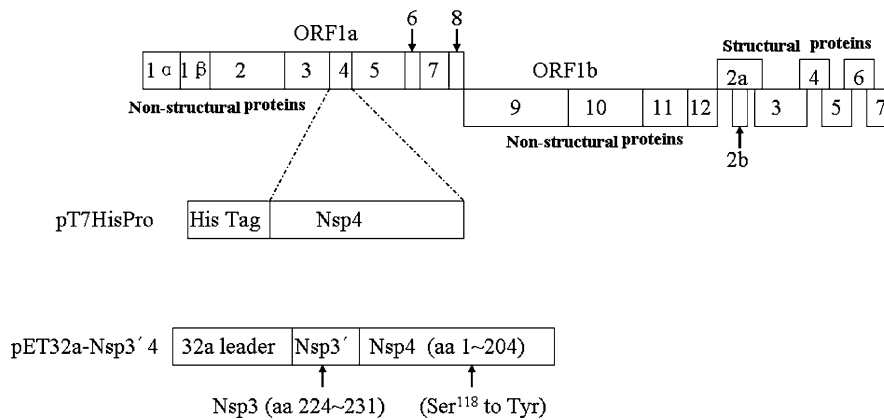 6 8
ORF1a
Structural proteins
1 α 1 β 2 3 4 5 7
ORF1b
2a 4 6
Non-structural proteins
9 10 11 12 3 5 7
Non-structural proteins
2b
pT7HisPro His Tag Nsp4
pET32a-Nsp3´ 4 32a leader Nsp3´ Nsp4 (aa 1~204)
Nsp3 (aa 224~231) (Ser118 to Tyr)